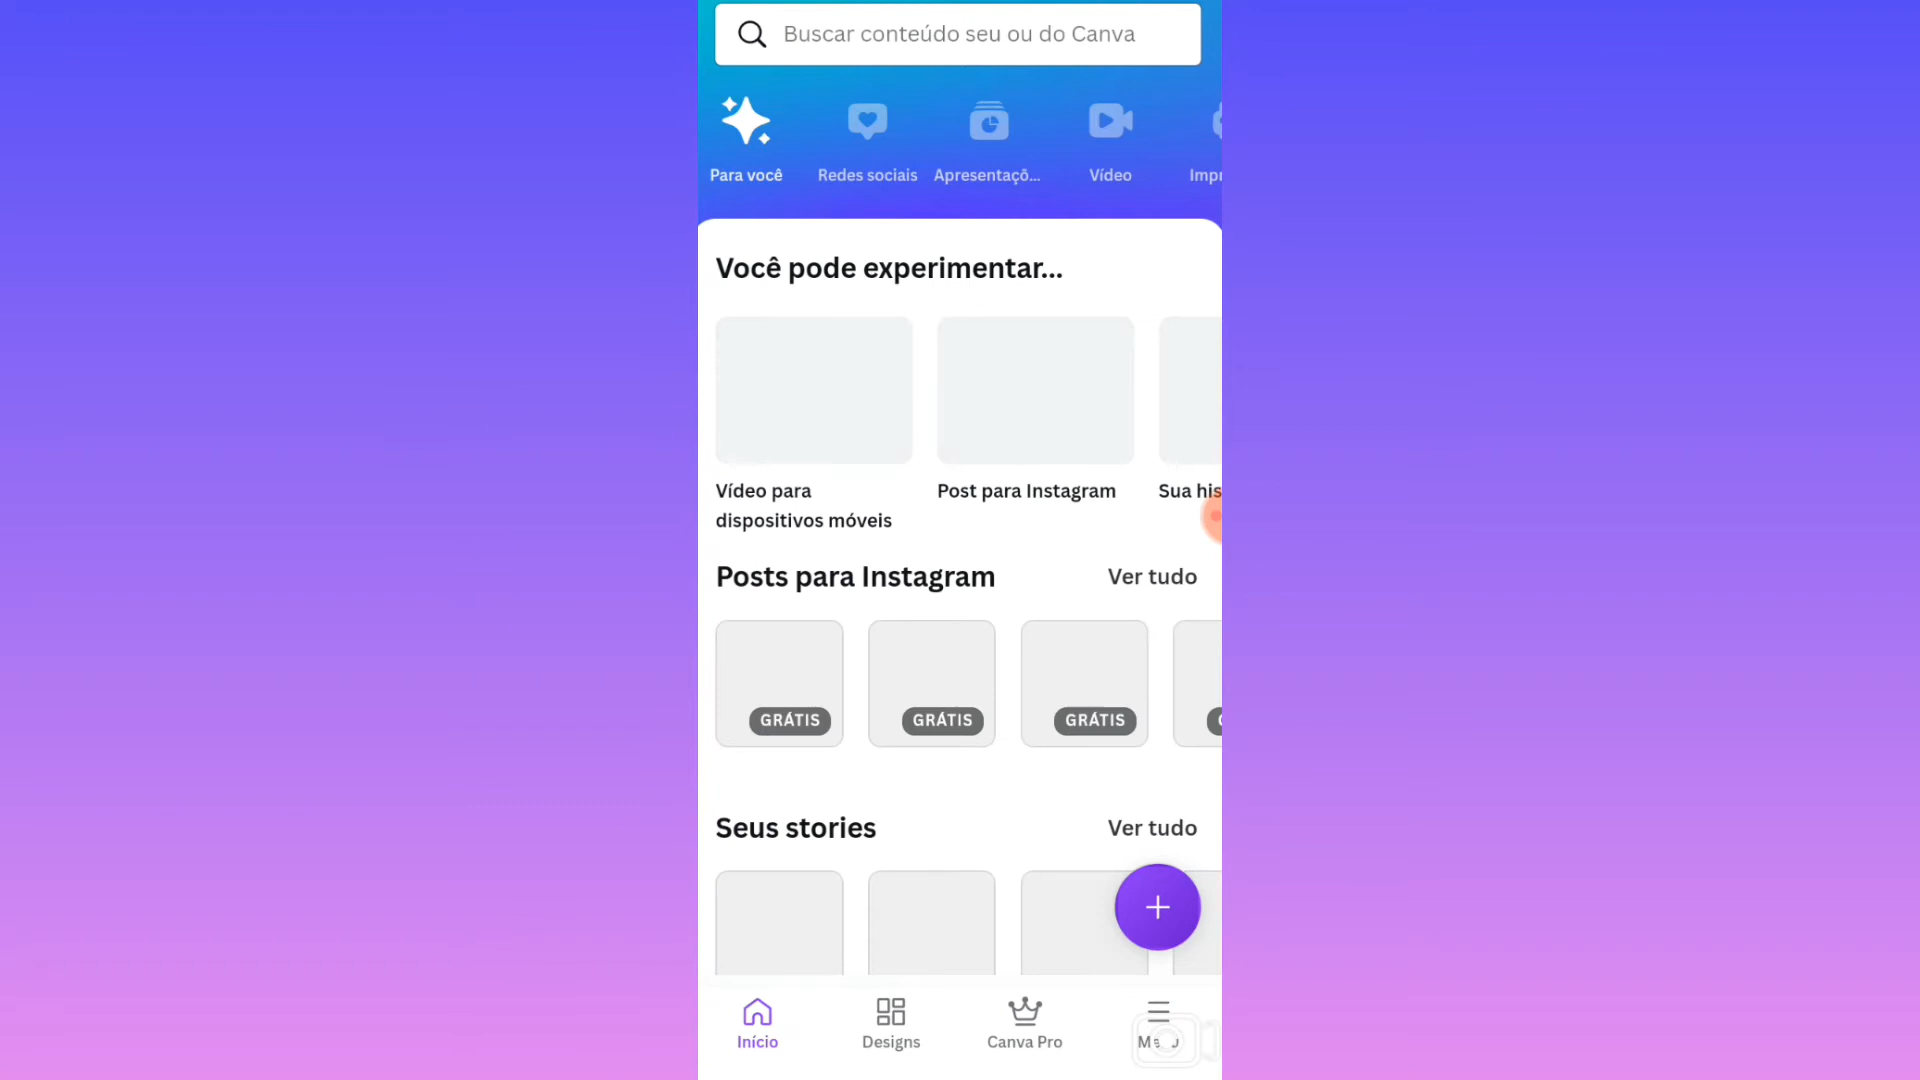 Buscar conteúdo seu ou do Canva
Para você
Redes sociais
Apresentaçõ...
Vídeo
Você pode experimentar...
Vídeo para
dispositivos móveis
Post para Instagram
Sua his
Posts para Instagram
Ver tudo
GRÁTIS
GRÁTIS
GRÁTIS
Seus stories
Ver tudo
Início
Designs
Canva Pro
Menu